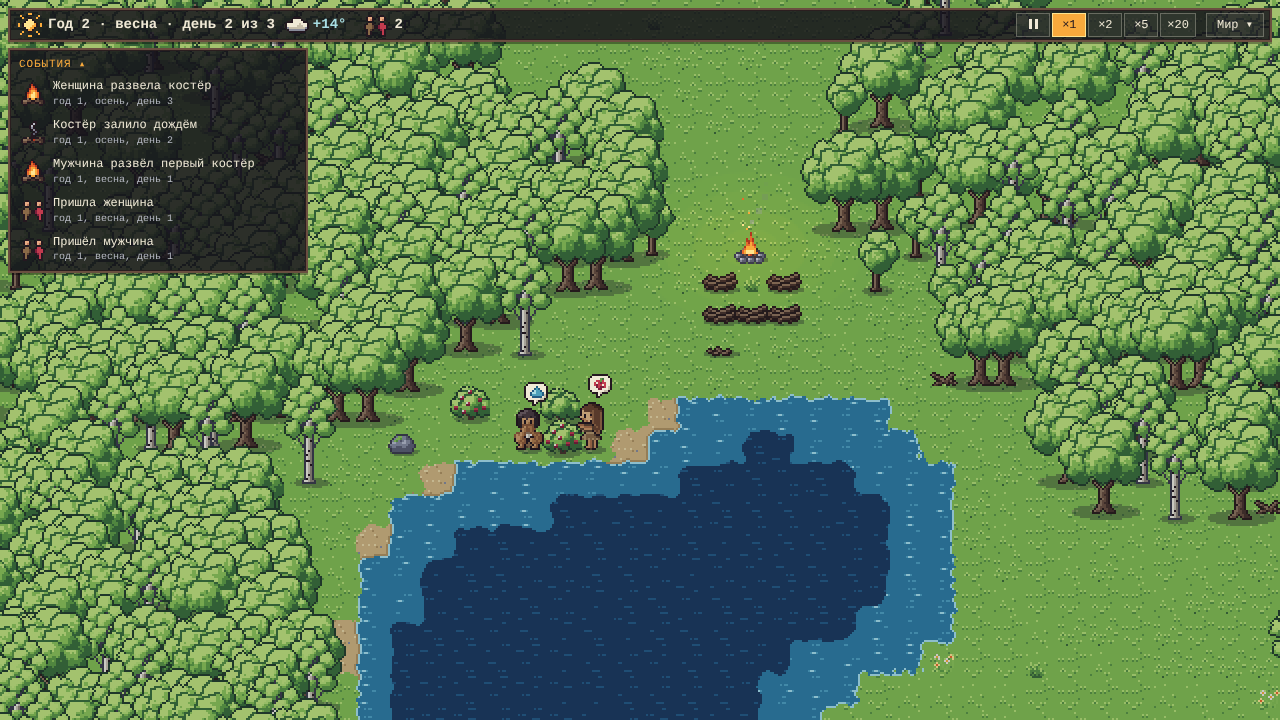 Год 2 · весна · день 2 из 3 +14° 2
×1 ×2 ×5 ×20 Мир ▾
СОБЫТИЯ ▴
Женщина развела костёр
год 1, осень, день 3
Костёр залило дождём
год 1, осень, день 2
Мужчина развёл первый костёр
год 1, весна, день 1
Пришла женщина
год 1, весна, день 1
Пришёл мужчина
год 1, весна, день 1